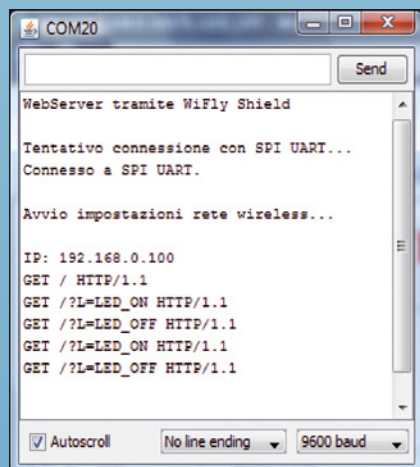 COM20
Send
WebServer tramite WiFly Shield
Tentativo connessione con SPI UART...
Connesso a SPI UART.
Avvio impostazioni rete wireless...
IP: 192.168.0.100
GET / HTTP/1.1
GET /?L=LED_ON HTTP/1.1
GET /?L=LED_OFF HTTP/1.1
GET /?L=LED_ON HTTP/1.1
GET /?L=LED_OFF HTTP/1.1
Autoscroll No line ending 9600 baud